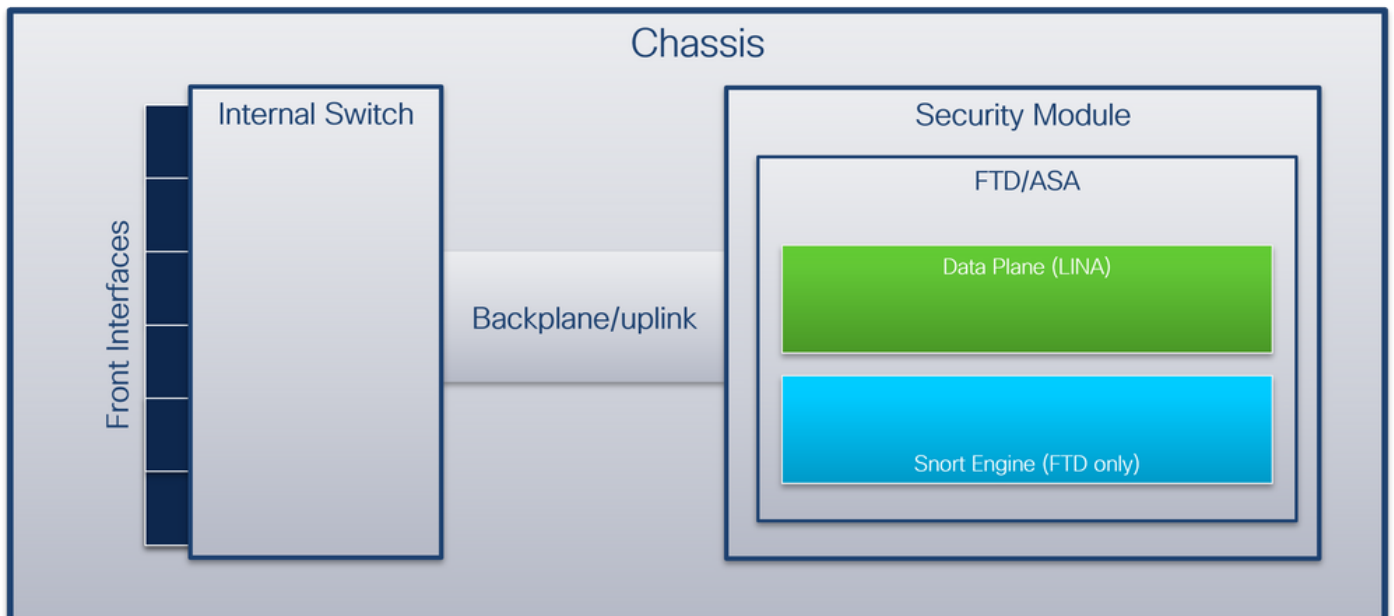 Chassis
Internal Switch
Front Interfaces
Backplane/uplink
Security Module
FTD/ASA
Data Plane (LINA)
Snort Engine (FTD only)